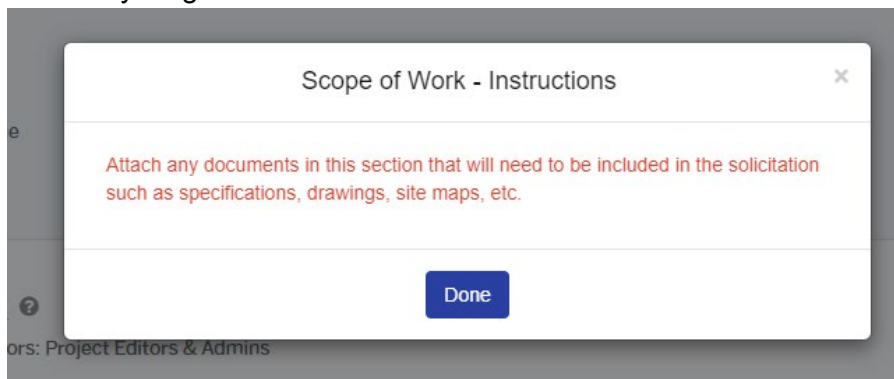 Scope of Work - Instructions
×
e
Attach any documents in this section that will need to be included in the solicitation
such as specifications, drawings, site maps, etc.
Done
?
ors: Project Editors & Admins